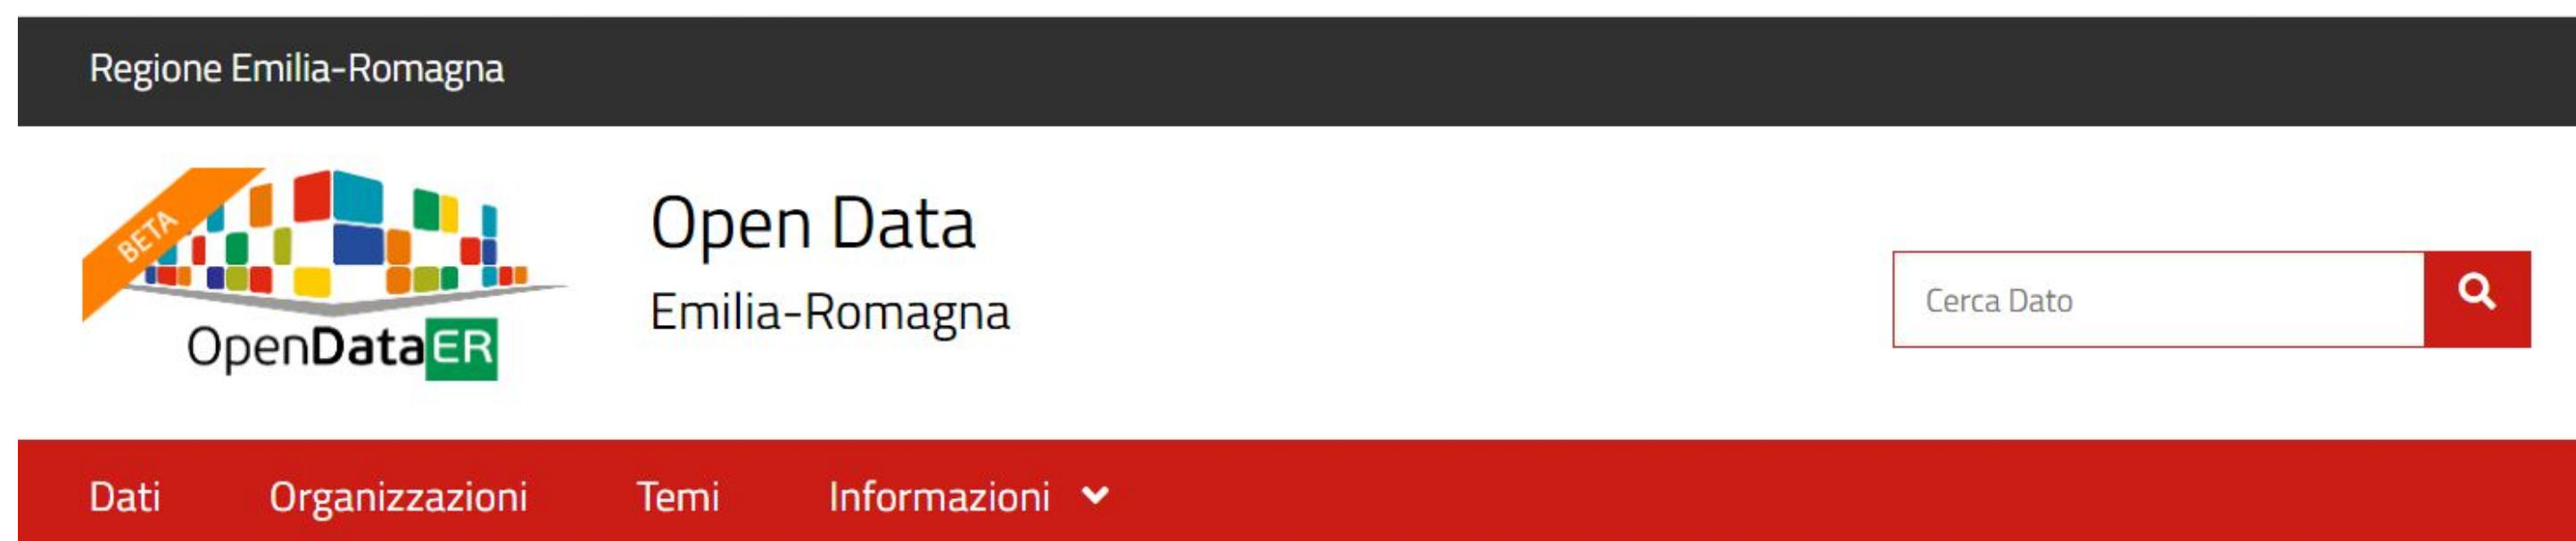 Regione Emilia-Romagna
BETA
OpenDataER
Open Data
Emilia-Romagna
Cerca Dato
Dati Organizzazioni Temi Informazioni